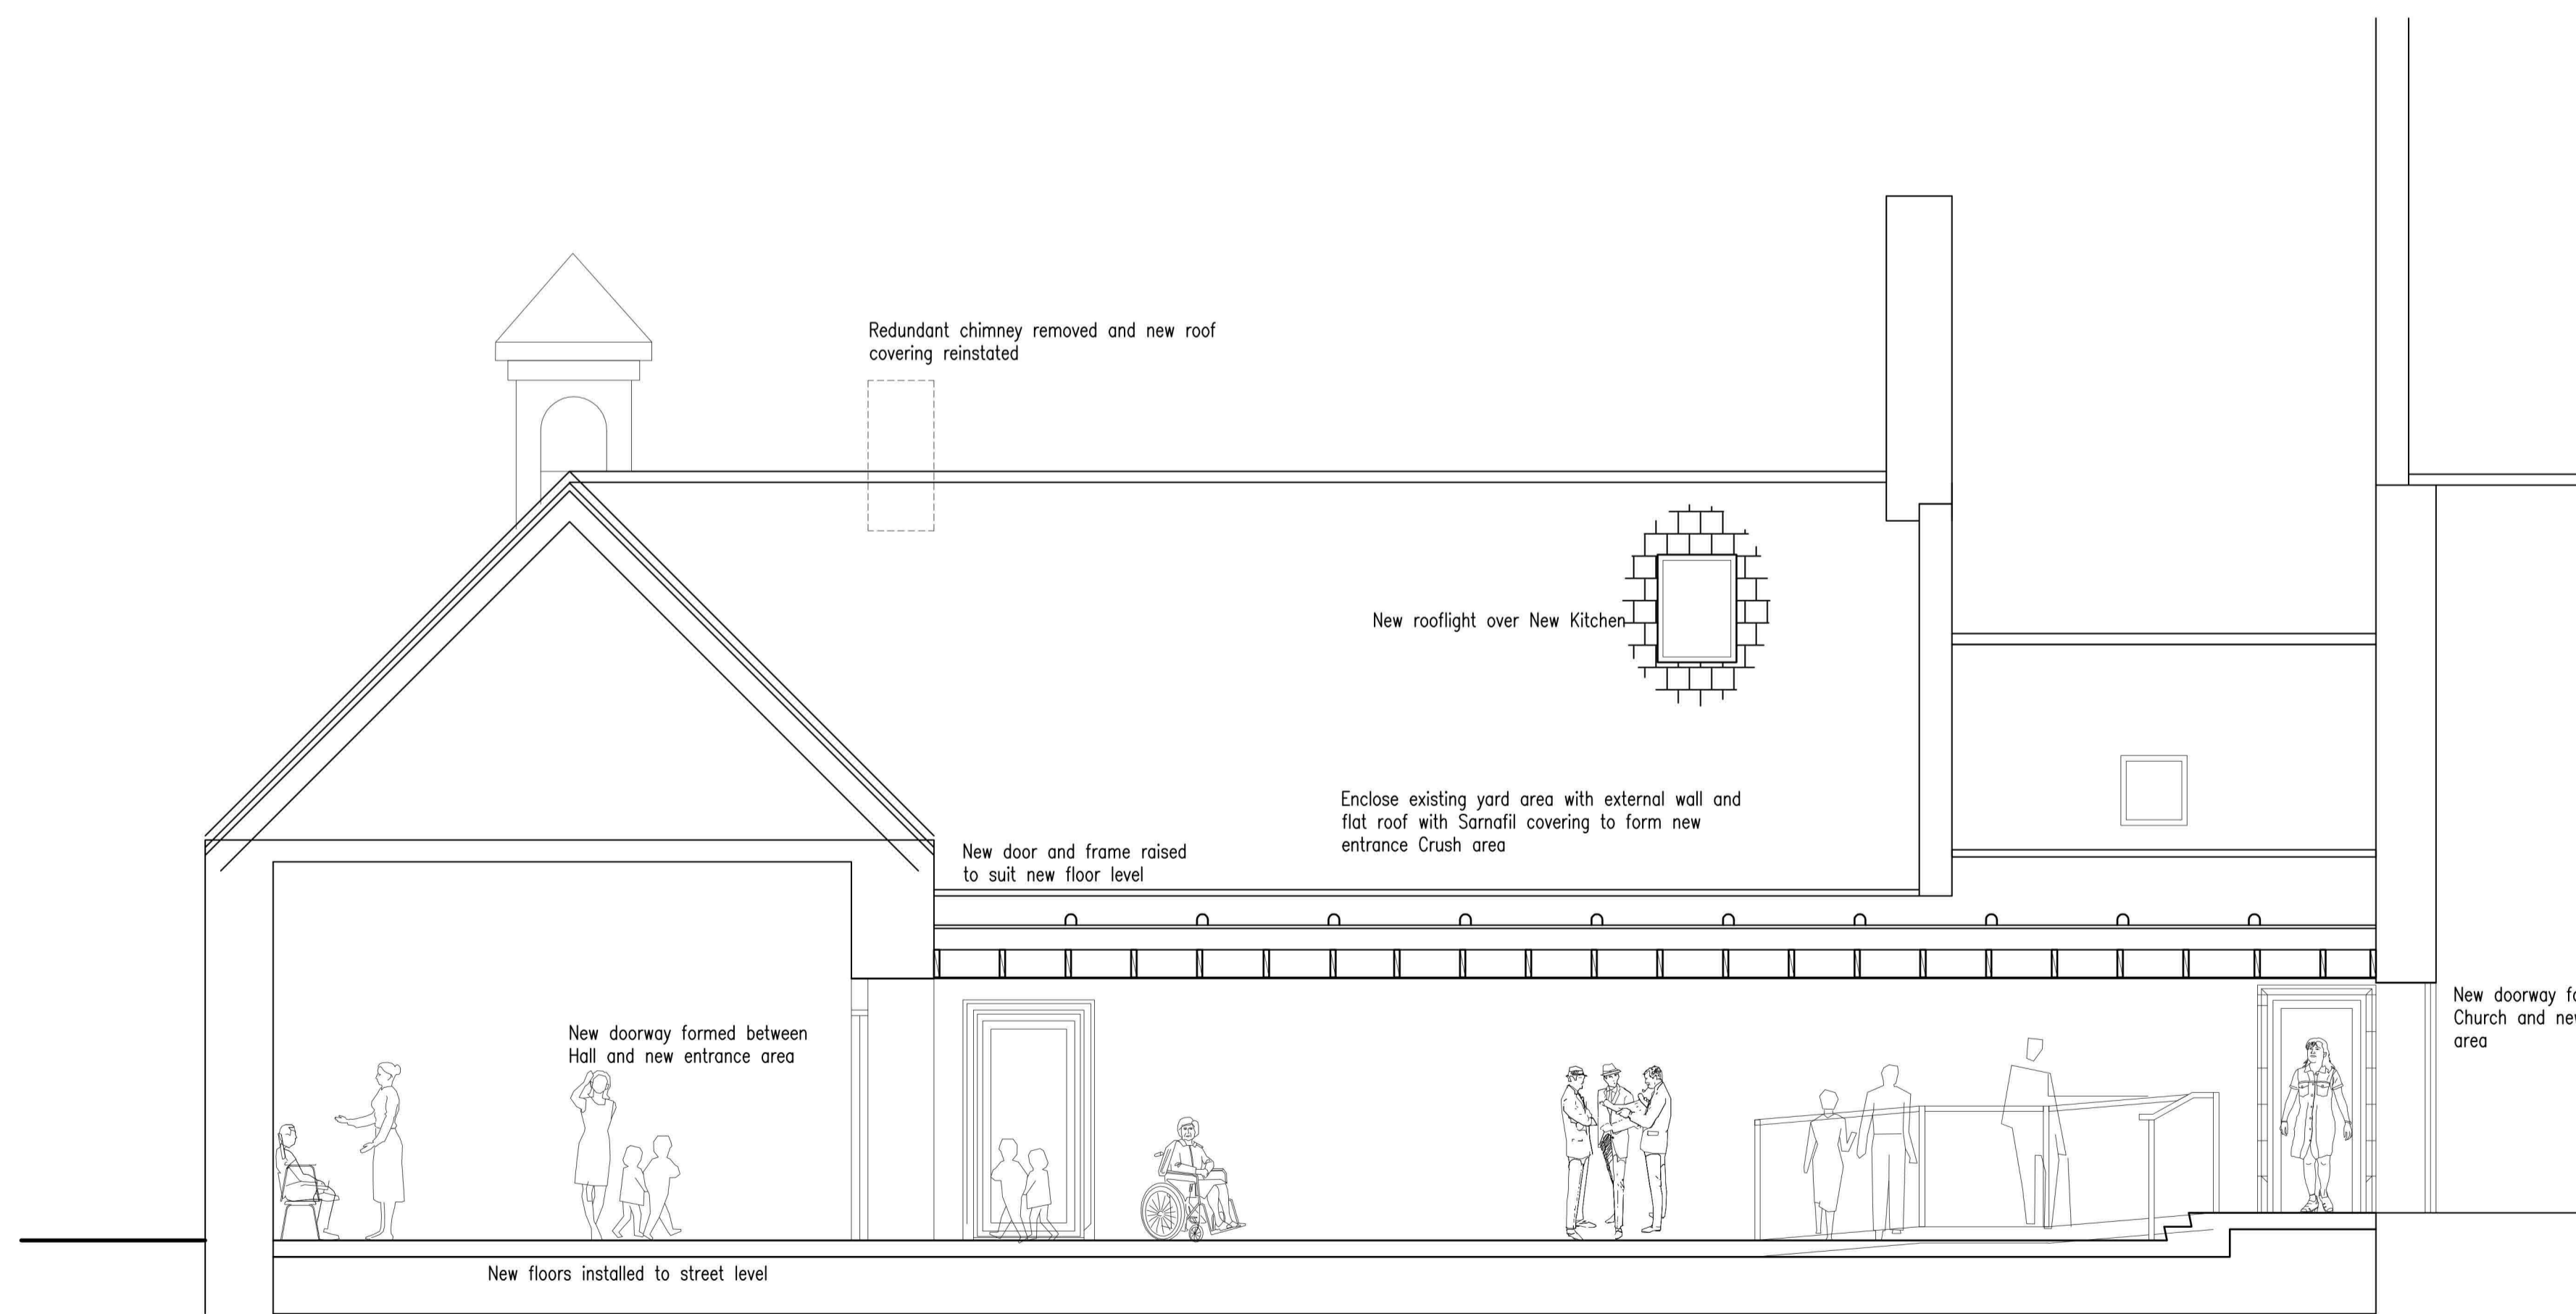 Redundant chimney removed and new roof
covering reinstated
New rooflight over New Kitchen
Enclose existing yard area with external wall and
flat roof with Sarnafil covering to form new
entrance Crush area
New door and frame raised
to suit new floor level
New doorway formed between
Hall and new entrance area
New doorway
Church and
area
New floors installed to street level